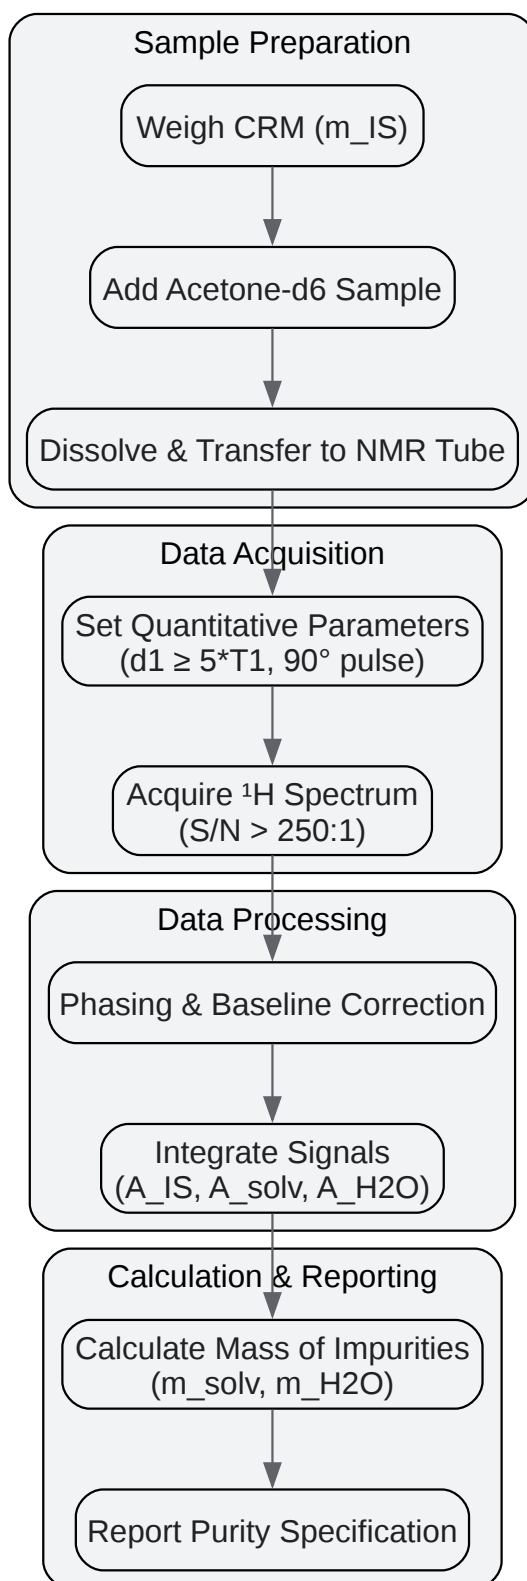 Sample Preparation
Weigh CRM (m_IS)
Add Acetone-d6 Sample
Dissolve & Transfer to NMR Tube
Data Acquisition
Set Quantitative Parameters
(d1 ≥ 5*T1, 90° pulse)
Acquire ¹H Spectrum
(S/N > 250:1)
Data Processing
Phasing & Baseline Correction
Integrate Signals
(A_IS, A_solv, A_H2O)
Calculation & Reporting
Calculate Mass of Impurities
(m_solv, m_H2O)
Report Purity Specification